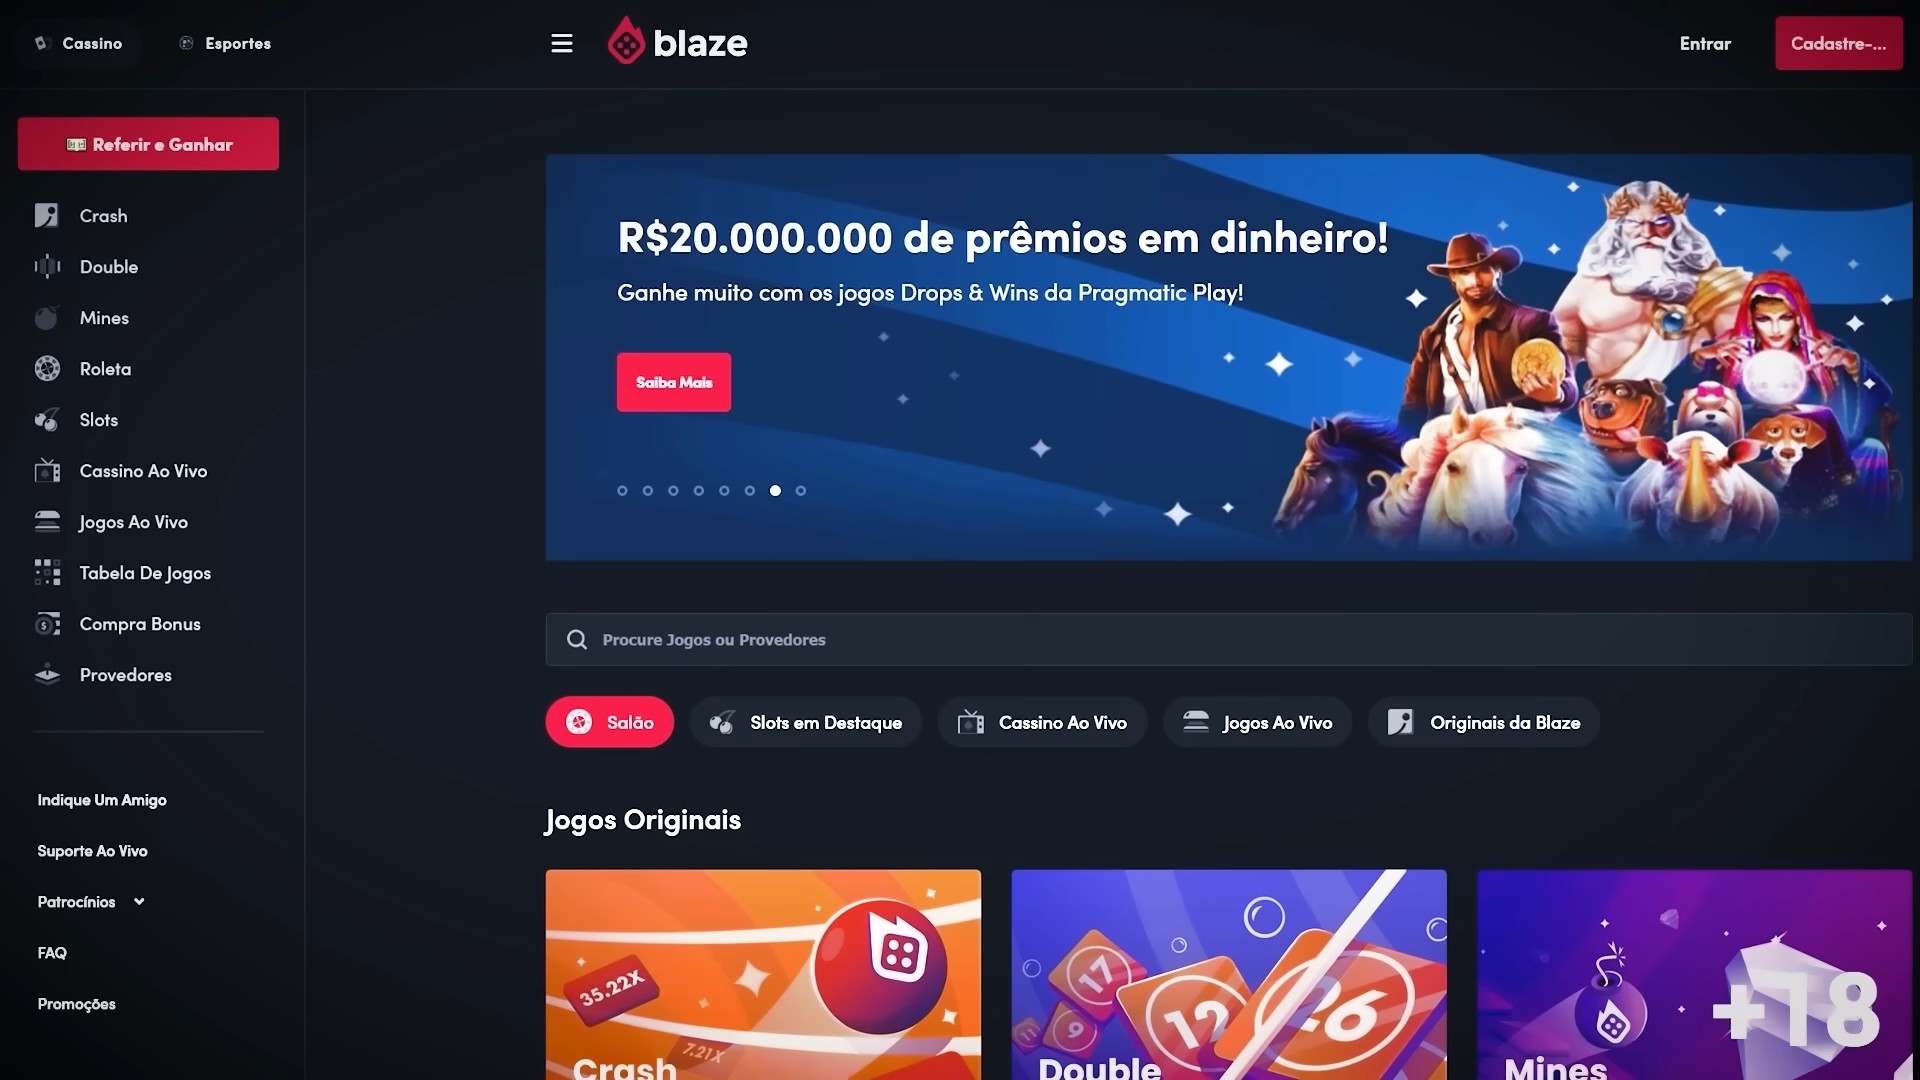 Cassino
Esportes
blaze
Entrar
Cadastre-...
Referir e Ganhar
Crash
Double
Mines
Roleta
Slots
Cassino Ao Vivo
Jogos Ao Vivo
Tabela De Jogos
Compra Bonus
Provedores
Indique Um Amigo
Suporte Ao Vivo
Patrocínios
FAQ
Promoções
R$20.000.000 de prêmios em dinheiro!
Ganhe muito com os jogos Drops & Wins da Pragmatic Play!
Saiba Mais
Procure Jogos ou Provedores
Salão
Slots em Destaque
Cassino Ao Vivo
Jogos Ao Vivo
Originais da Blaze
Jogos Originais
35.22X
7.21X
Crash
17
12
26
11
9
Double
Mines
+18